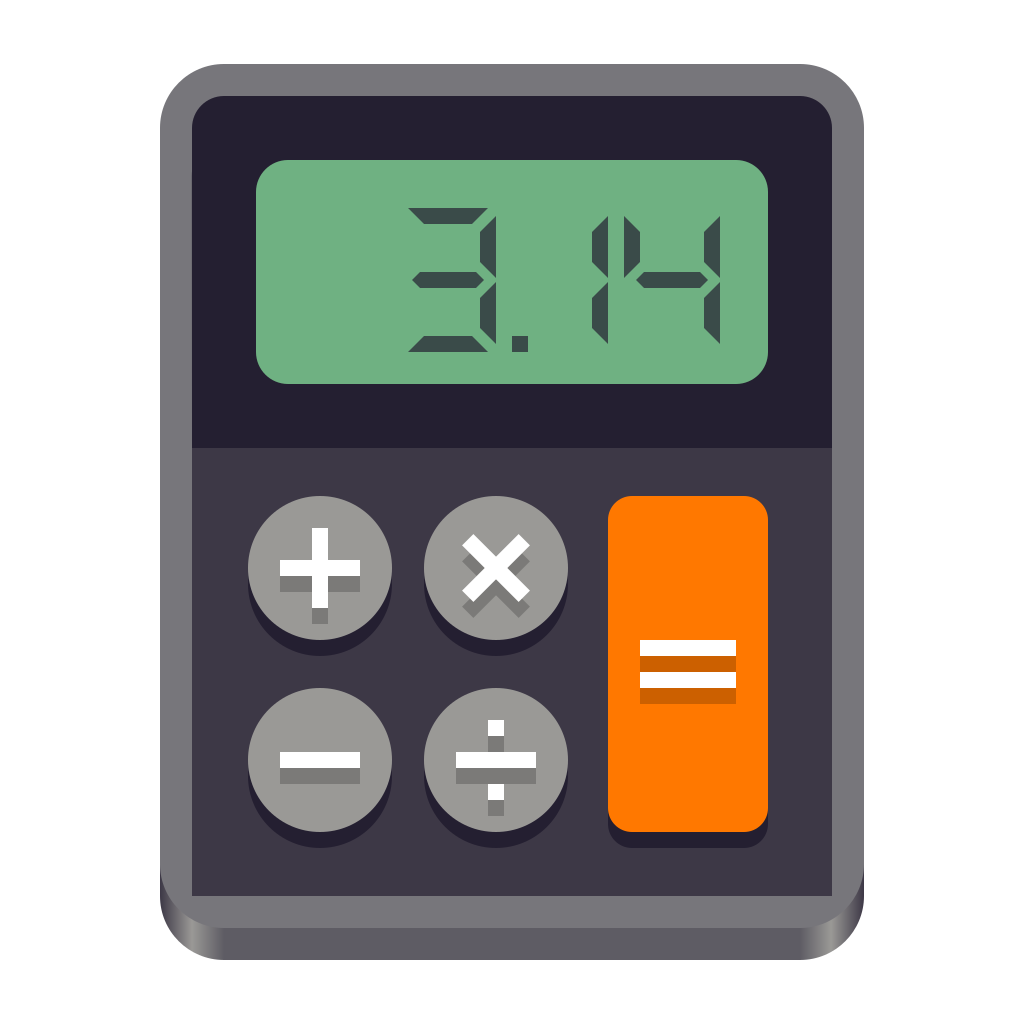 3.14
+ × =
− ÷